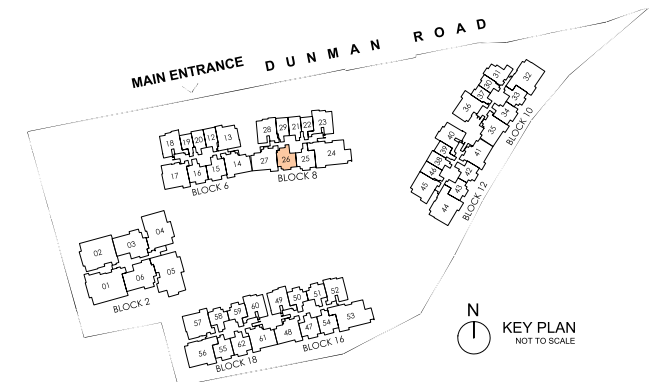 DUNMAN ROAD
MAIN ENTRANCE
18 19 20 12 13
17 16 15 14
BLOCK 6
28 29 21 22 23
27 26 25 24
BLOCK 8
36 37 30 31 32
35 34 33
BLOCK 10
45 46 38 39 40
44 43 42 41
BLOCK 12
02 03 04
01 06 05
BLOCK 2
57 58 59 60
56 55 62 61
BLOCK 18
49 50 51 52
48 47 54 53
BLOCK 16
N
KEY PLAN
NOT TO SCALE